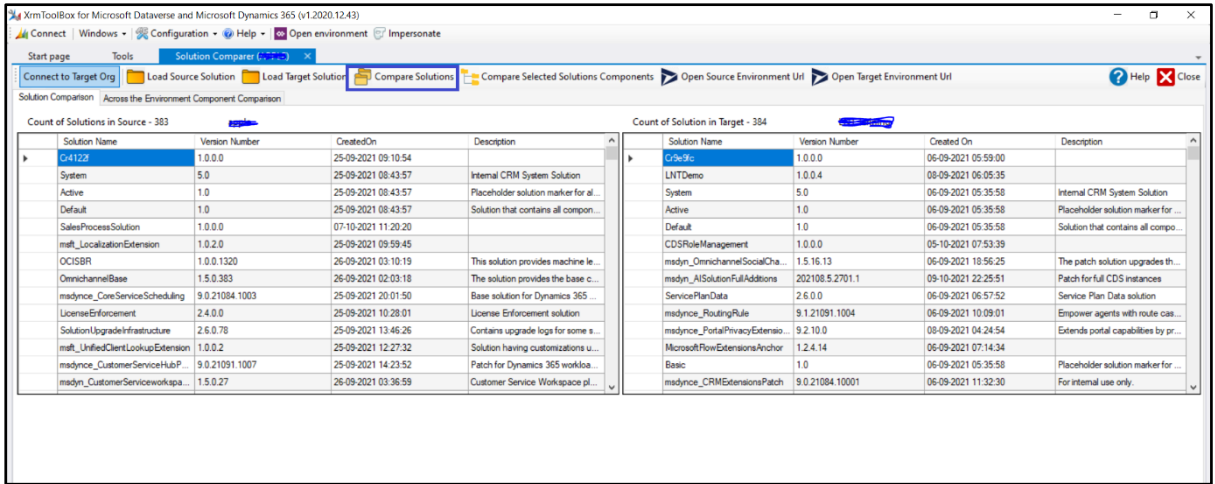 XrmToolBox for Microsoft Dataverse and Microsoft Dynamics 365 (v1.2020.12.43)
Connect Windows Configuration Help Open environment Impersonate
Start page Tools Solution Comparer (
Connect to Target Org Load Source Solution Load Target Solution Compare Solutions Compare Selected Solutions Components Open Source Environment Url Open Target Environment Url Help Close
Solution Comparison Across the Environment Component Comparison
Count of Solutions in Source - 383 Count of Solution in Target - 384
Solution Name Version Number CreatedOn Description Solution Name Version Number Created On Description
Cr4122f 1.0.0.0 25-09-2021 09:10:54 Cr9e9fc 1.0.0.0 06-09-2021 05:59:00
System 5.0 25-09-2021 08:43:57 Internal CRM System Solution LNTDemo 1.0.0.4 08-09-2021 06:05:35
Active 1.0 25-09-2021 08:43:57 Placeholder solution marker for al... System 5.0 06-09-2021 05:35:58 Internal CRM System Solution
Default 1.0 25-09-2021 08:43:57 Solution that contains all compon... Active 1.0 06-09-2021 05:35:58 Placeholder solution marker for ...
SalesProcessSolution 1.0.0.0 07-10-2021 11:20:20 Default 1.0 06-09-2021 05:35:58 Solution that contains all compo...
msft_LocalizationExtension 1.0.2.0 25-09-2021 09:59:45 CDSRoleManagement 1.0.0.0 05-10-2021 07:53:39
OCISBR 1.0.0.1320 26-09-2021 03:10:19 This solution provides machine le... msdyn_OmnichannelSocialCha... 1.5.16.13 06-09-2021 18:56:25 The patch solution upgrades th...
OmnichannelBase 1.5.0.383 26-09-2021 02:03:18 The solution provides the base c... msdyn_AISolutionFullAdditions 202108.5.2701.1 09-10-2021 22:25:51 Patch for full CDS instances
msdynce_CoreServiceScheduling 9.0.21084.1003 25-09-2021 20:01:50 Base solution for Dynamics 365 ... ServicePlanData 2.6.0.0 06-09-2021 06:57:52 Service Plan Data solution
LicenseEnforcement 2.4.0.0 25-09-2021 10:28:01 License Enforcement solution msdynce_RoutingRule 9.1.21091.1004 06-09-2021 10:09:01 Empower agents with route cas...
SolutionUpgradeInfrastructure 2.6.0.78 25-09-2021 13:46:26 Contains upgrade logs for some s... msdynce_PortalPrivacyExtensio... 9.2.10.0 08-09-2021 04:24:54 Extends portal capabilities by pr...
msft_UnifiedClientLookupExtension 1.0.0.2 25-09-2021 12:27:32 Solution having customizations u... MicrosoftFlowExtensionsAnchor 1.2.4.14 06-09-2021 07:14:34
msdynce_CustomerServiceHubP... 9.0.21091.1007 25-09-2021 14:23:52 Patch for Dynamics 365 workloa... Basic 1.0 06-09-2021 05:35:58 Placeholder solution marker for ...
msdyn_CustomerServiceworkspa... 1.5.0.27 26-09-2021 03:36:59 Customer Service Workspace pl... msdynce_CRMExtensionsPatch 9.0.21084.10001 06-09-2021 11:32:30 For internal use only.